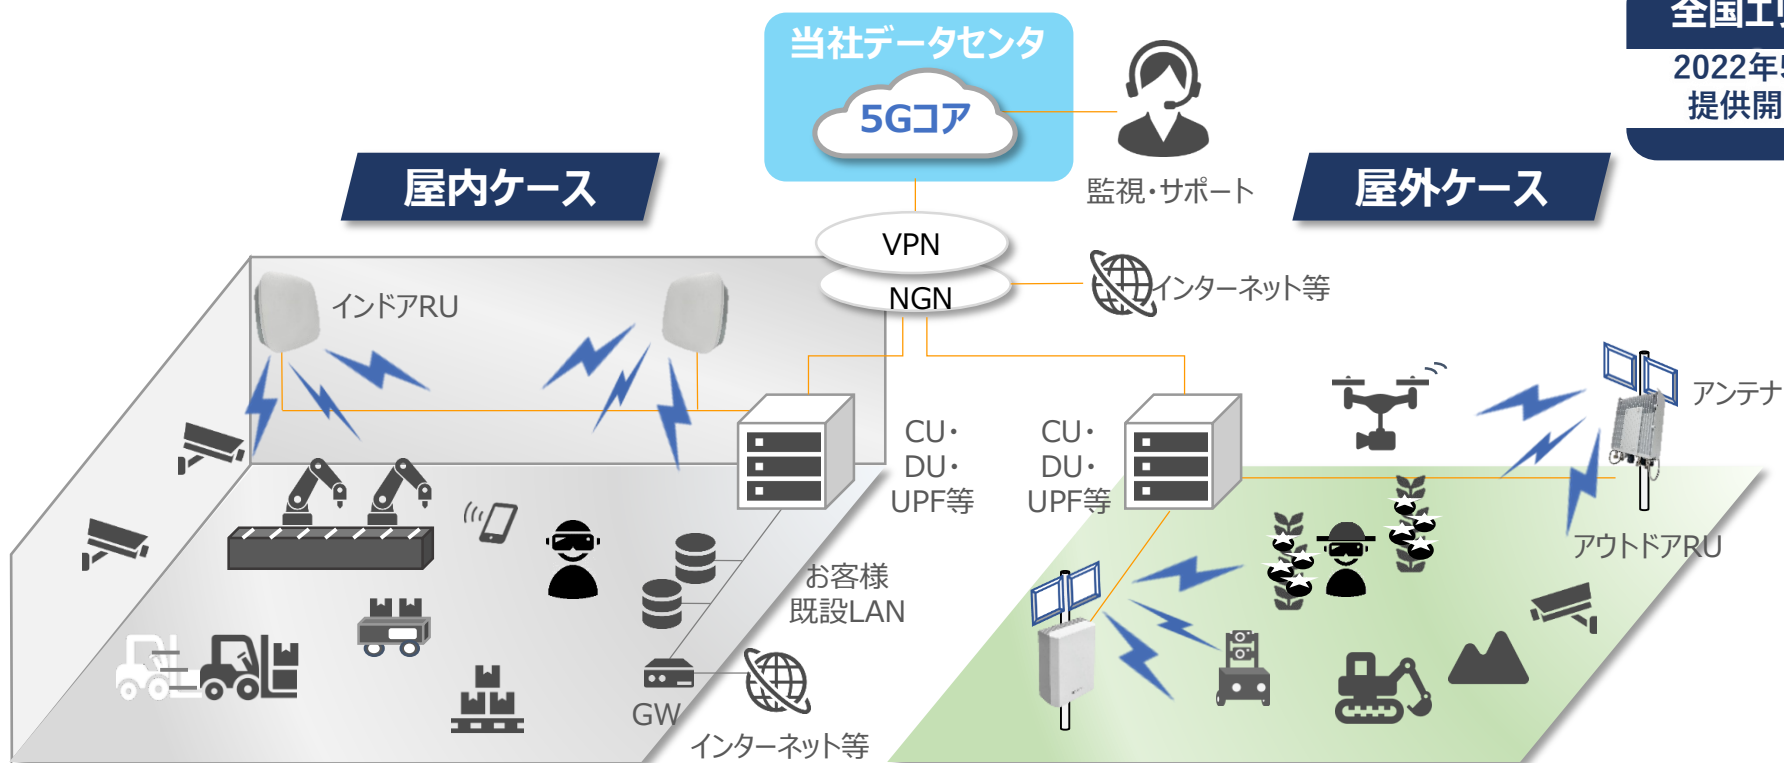 当社データセンタ
5Gコア
監視・サポート
全国エリ
2022年5
提供開
屋内ケース
屋外ケース
VPN
NGN
インターネット等
インドアRU
CU・
DU・
UPF等
CU・
DU・
UPF等
アンテナ
アウトドアRU
お客様
既設LAN
GW
インターネット等